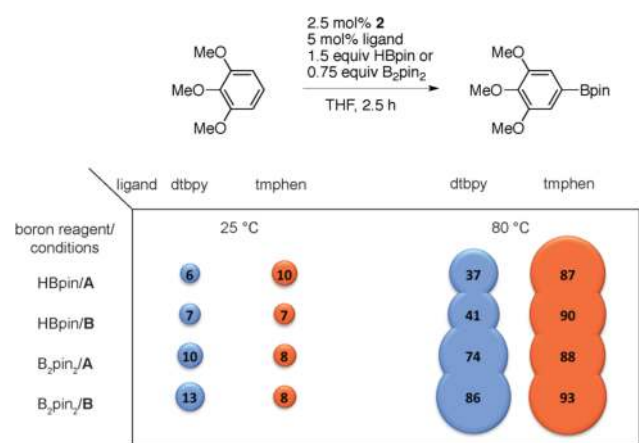 2.5 mol% 2
5 mol% ligand
1.5 equiv HBpin or
0.75 equiv B₂pin₂
THF, 2.5 h
MeO
MeO
MeO
MeO
MeO
MeO
Bpin
ligand dtbpy tmphen dtbpy tmphen
boron reagent/
conditions
25 °C 80 °C
HBpin/A 6 10 37 87
HBpin/B 7 7 41 90
B₂pin₂/A 10 8 74 88
B₂pin₂/B 13 8 86 93